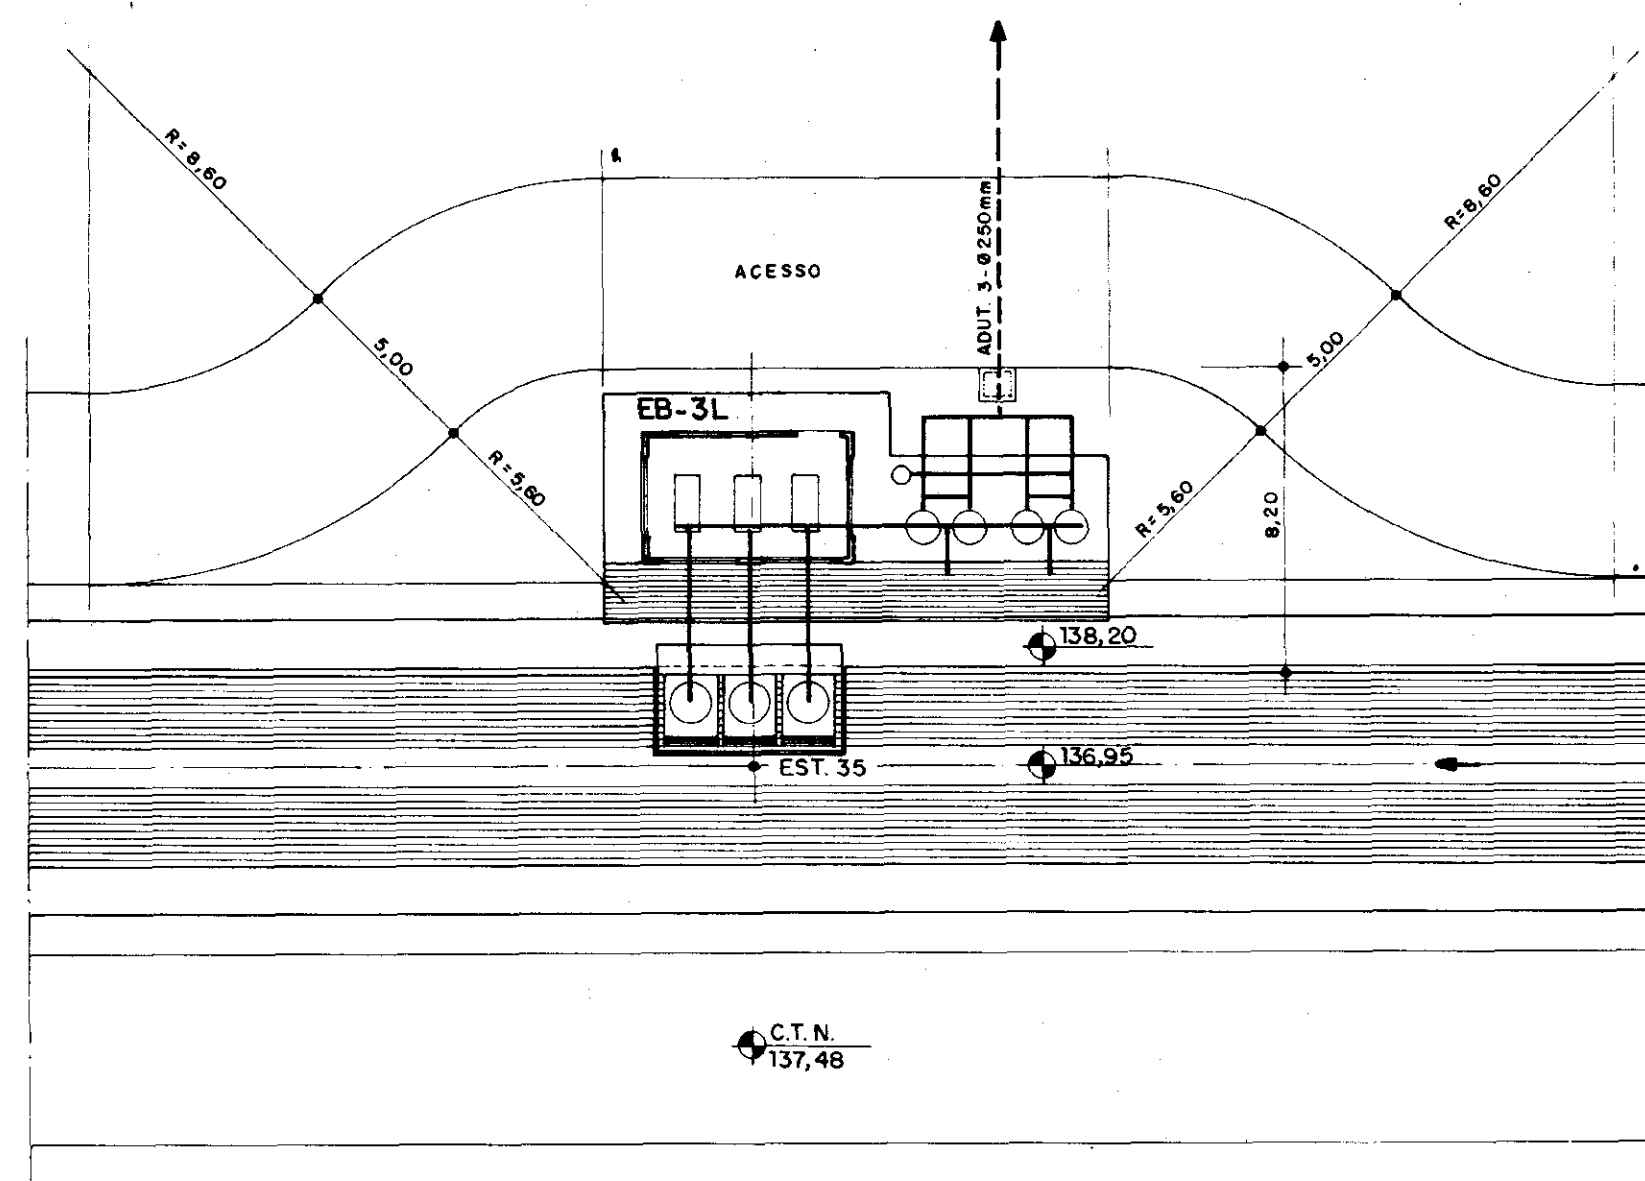 R=8,60
R=8,60
ADUT. 3-Ø250mm
ACESSO
5,00
5,00
EB-3L
R=5,60
R=5,60
8,20
138,20
136,95
EST. 35
C.T.N.
137,48